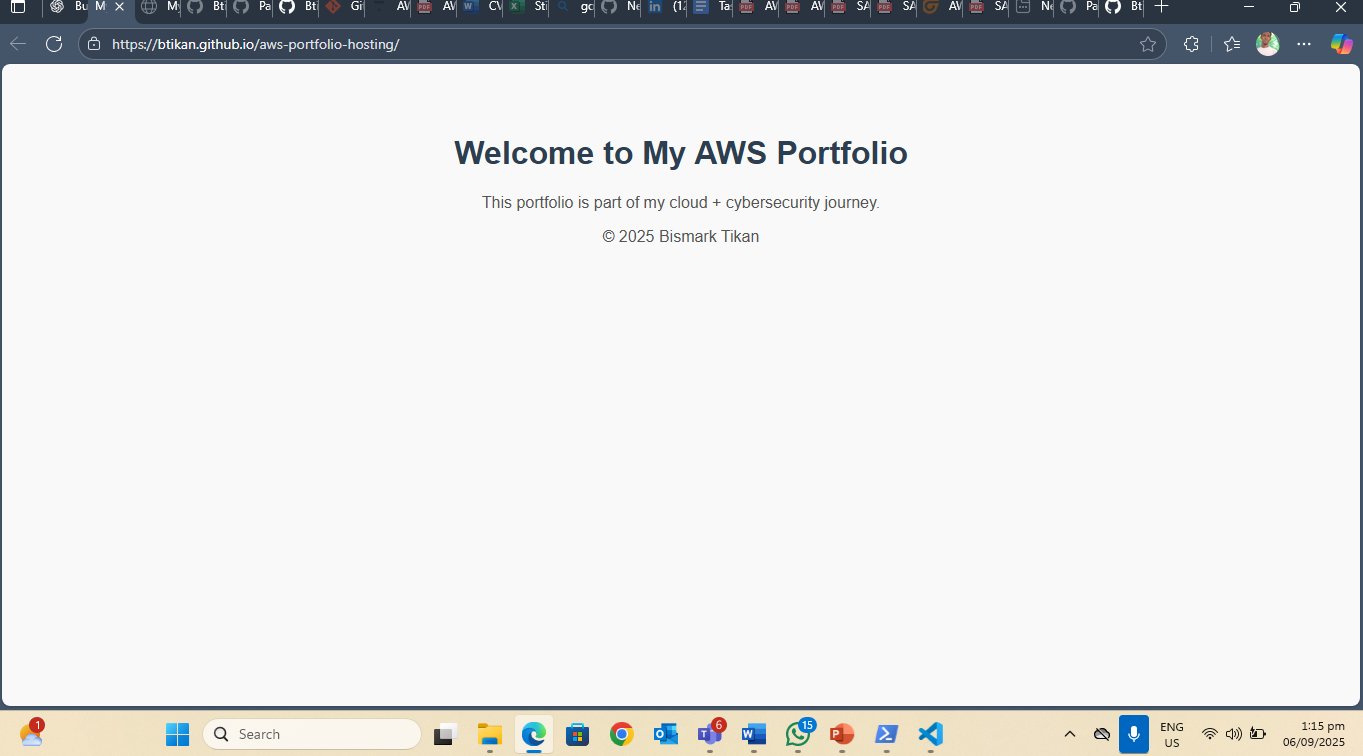 Bu M My Bt Pa Bt Gi AV AV CV Sti gc Ne (12 Ta: AV AV SA SA AV SA Ne Pa Bt
https://btikan.github.io/aws-portfolio-hosting/
Welcome to My AWS Portfolio
This portfolio is part of my cloud + cybersecurity journey.
© 2025 Bismark Tikan
1
Search
6
15
ENG
US
1:15 pm
06/09/2025